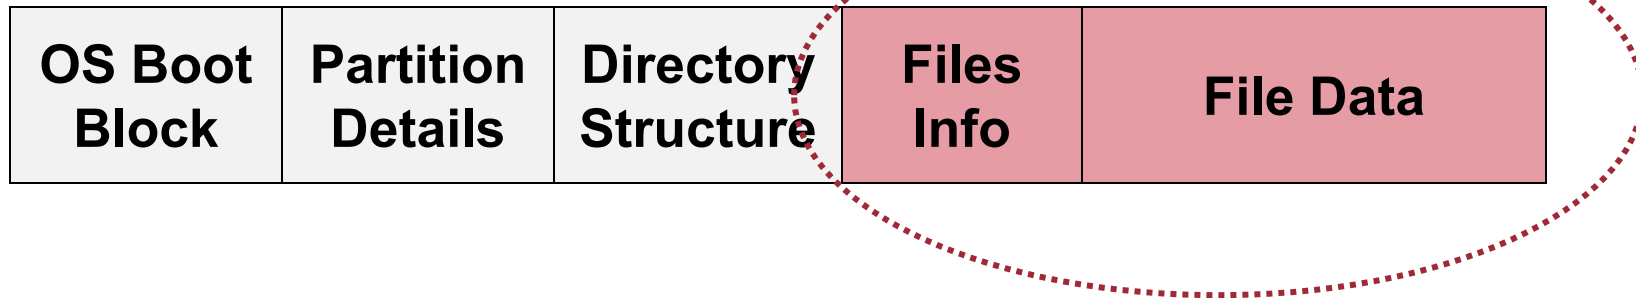 OS Boot
Block
Partition
Details
Directory
Structure
Files
Info
File Data